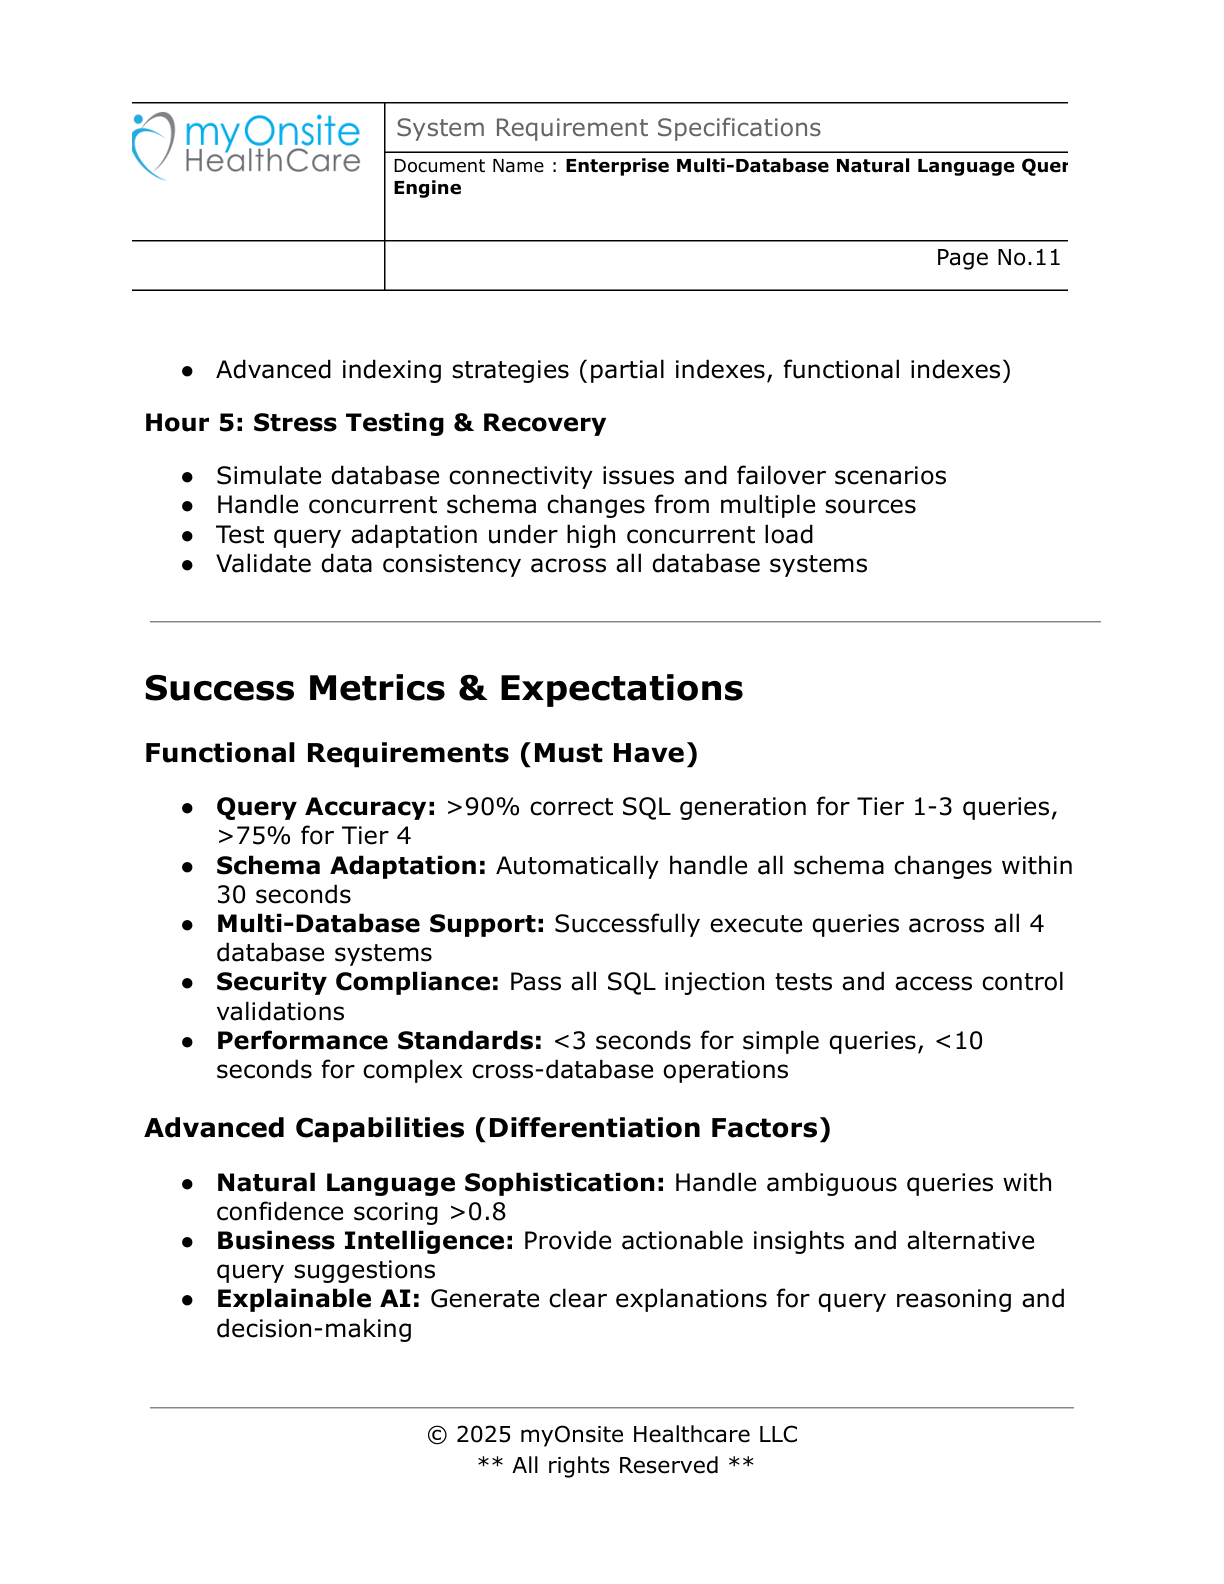 myOnsite
HealthCare
System Requirement Specifications
Document Name : Enterprise Multi-Database Natural Language Quer
Engine
Page No.11
● Advanced indexing strategies (partial indexes, functional indexes)
Hour 5: Stress Testing & Recovery
● Simulate database connectivity issues and failover scenarios
● Handle concurrent schema changes from multiple sources
● Test query adaptation under high concurrent load
● Validate data consistency across all database systems
Success Metrics & Expectations
Functional Requirements (Must Have)
● Query Accuracy: >90% correct SQL generation for Tier 1-3 queries,
>75% for Tier 4
● Schema Adaptation: Automatically handle all schema changes within
30 seconds
● Multi-Database Support: Successfully execute queries across all 4
database systems
● Security Compliance: Pass all SQL injection tests and access control
validations
● Performance Standards: <3 seconds for simple queries, <10
seconds for complex cross-database operations
Advanced Capabilities (Differentiation Factors)
● Natural Language Sophistication: Handle ambiguous queries with
confidence scoring >0.8
● Business Intelligence: Provide actionable insights and alternative
query suggestions
● Explainable AI: Generate clear explanations for query reasoning and
decision-making
© 2025 myOnsite Healthcare LLC
** All rights Reserved **